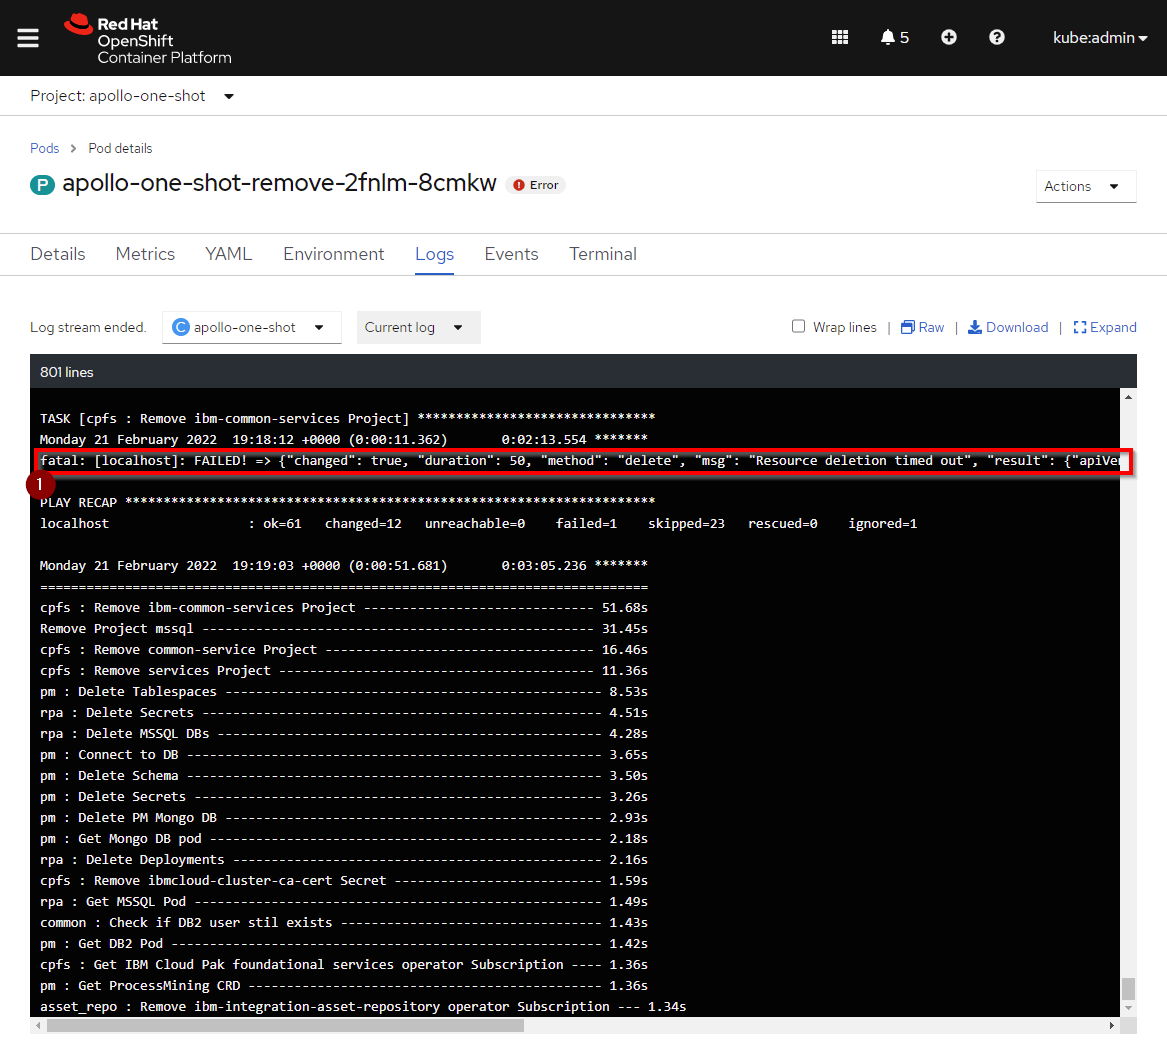 Red Hat
OpenShift
Container Platform
5
kube:admin
Project: apollo-one-shot
Pods > Pod details
P apollo-one-shot-remove-2fnlm-8cmkw Error
Actions
Details Metrics YAML Environment Logs Events Terminal
Log stream ended. C apollo-one-shot Current log Wrap lines | Raw | Download | Expand
801 lines
TASK [cpfs : Remove ibm-common-services Project] *******************************
Monday 21 February 2022  19:18:12 +0000 (0:00:11.362)       0:02:13.554 *******
fatal: [localhost]: FAILED! => {"changed": true, "duration": 50, "method": "delete", "msg": "Resource deletion timed out", "result": {"apiVe
1
PLAY RECAP *********************************************************************
localhost                  : ok=61   changed=12   unreachable=0    failed=1    skipped=23   rescued=0    ignored=1
Monday 21 February 2022  19:19:03 +0000 (0:00:51.681)       0:03:05.236 *******
===============================================================================
cpfs : Remove ibm-common-services Project ------------------------------ 51.68s
Remove Project mssql --------------------------------------------------- 31.45s
cpfs : Remove common-service Project ----------------------------------- 16.46s
cpfs : Remove services Project ----------------------------------------- 11.36s
pm : Delete Tablespaces ------------------------------------------------- 8.53s
rpa : Delete Secrets ---------------------------------------------------- 4.51s
rpa : Delete MSSQL DBs -------------------------------------------------- 4.28s
pm : Connect to DB ------------------------------------------------------ 3.65s
pm : Delete Schema ------------------------------------------------------ 3.50s
pm : Delete Secrets ----------------------------------------------------- 3.26s
pm : Delete PM Mongo DB ------------------------------------------------- 2.93s
pm : Get Mongo DB pod --------------------------------------------------- 2.18s
rpa : Delete Deployments ------------------------------------------------ 2.16s
cpfs : Remove ibmcloud-cluster-ca-cert Secret --------------------------- 1.59s
rpa : Get MSSQL Pod ----------------------------------------------------- 1.49s
common : Check if DB2 user stil exists ---------------------------------- 1.43s
pm : Get DB2 Pod -------------------------------------------------------- 1.42s
cpfs : Get IBM Cloud Pak foundational services operator Subscription ---- 1.36s
pm : Get ProcessMining CRD ---------------------------------------------- 1.36s
asset_repo : Remove ibm-integration-asset-repository operator Subscription --- 1.34s